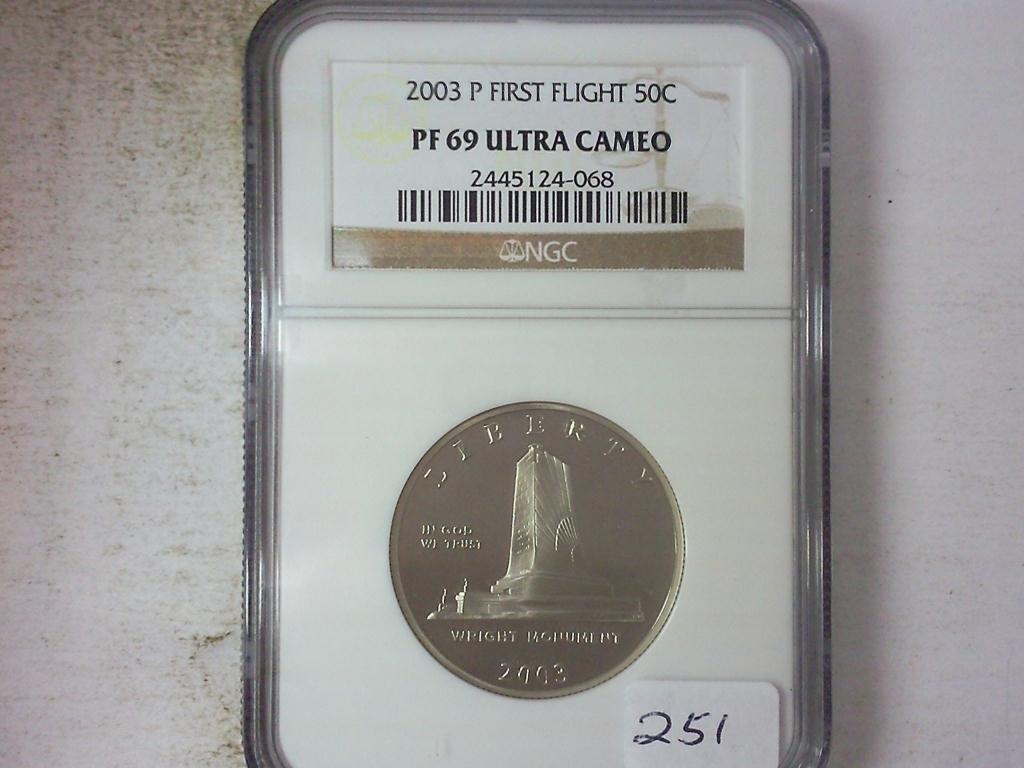 2003 P FIRST FLIGHT 50C
PF 69 ULTRA CAMEO
2445124-068
NGC
LIBERTY
IN GOD
WE TRUST
WRIGHT MONUMENT
2003
251